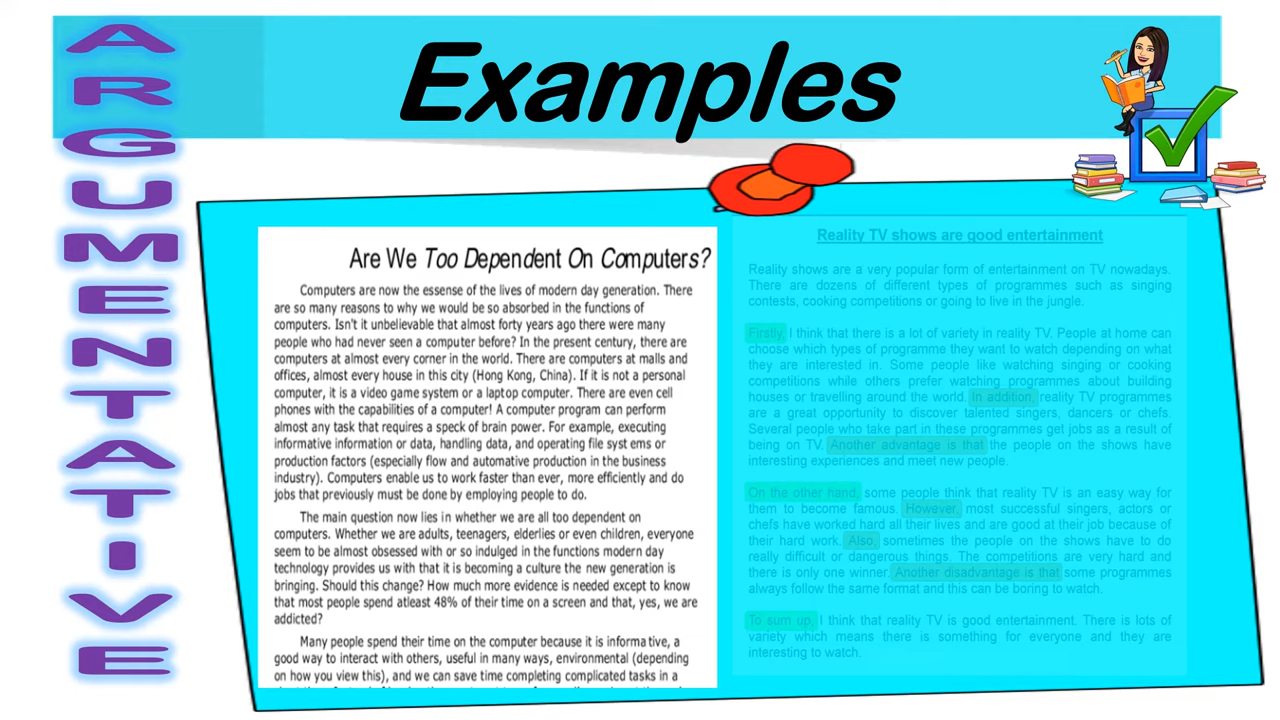 ARGUMENTATIVE
Examples
Are We Too Dependent On Computers?
Computers are now the essense of the lives of modern day generation. There
are so many reasons to why we would be so absorbed in the functions of
computers. Isn't it unbelievable that almost forty years ago there were many
people who had never seen a computer before? In the present century, there are
computers at almost every corner in the world. There are computers at malls and
offices, almost every house in this city (Hong Kong, China). If it is not a personal
computer, it is a video game system or a laptop computer. There are even cell
phones with the capabilities of a computer! A computer program can perform
almost any task that requires a speck of brain power. For example, executing
informative information or data, handling data, and operating file syst ems or
production factors (especially flow and automative production in the business
industry). Computers enable us to work faster than ever, more efficiently and do
jobs that previously must be done by employing people to do.
The main question now lies in whether we are all too dependent on
computers. Whether we are adults, teenagers, elderlies or even children, everyone
seem to be almost obsessed with or so indulged in the functions modern day
technology provides us with that it is becoming a culture the new generation is
bringing. Should this change? How much more evidence is needed except to know
that most people spend atleast 48% of their time on a screen and that, yes, we are
addicted?
Many people spend their time on the computer because it is informa tive, a
good way to interact with others, useful in many ways, environmental (depending
on how you view this), and we can save time completing complicated tasks in a
Reality TV shows are good entertainment
Reality shows are a very popular form of entertainment on TV nowadays.
There are dozens of different types of programmes such as singing
contests, cooking competitions or going to live in the jungle.
Firstly, I think that there is a lot of variety in reality TV. People at home can
choose which types of programme they want to watch depending on what
they are interested in. Some people like watching singing or cooking
competitions while others prefer watching programmes about building
houses or travelling around the world. In addition, reality TV programmes
are a great opportunity to discover talented singers, dancers or chefs.
Several people who take part in these programmes get jobs as a result of
being on TV. Another advantage is that the people on the shows have
interesting experiences and meet new people.
On the other hand, some people think that reality TV is an easy way for
them to become famous. However, most successful singers, actors or
chefs have worked hard all their lives and are good at their job because of
their hard work. Also, sometimes the people on the shows have to do
really difficult or dangerous things. The competitions are very hard and
there is only one winner. Another disadvantage is that some programmes
always follow the same format and this can be boring to watch.
To sum up, I think that reality TV is good entertainment. There is lots of
variety which means there is something for everyone and they are
interesting to watch.